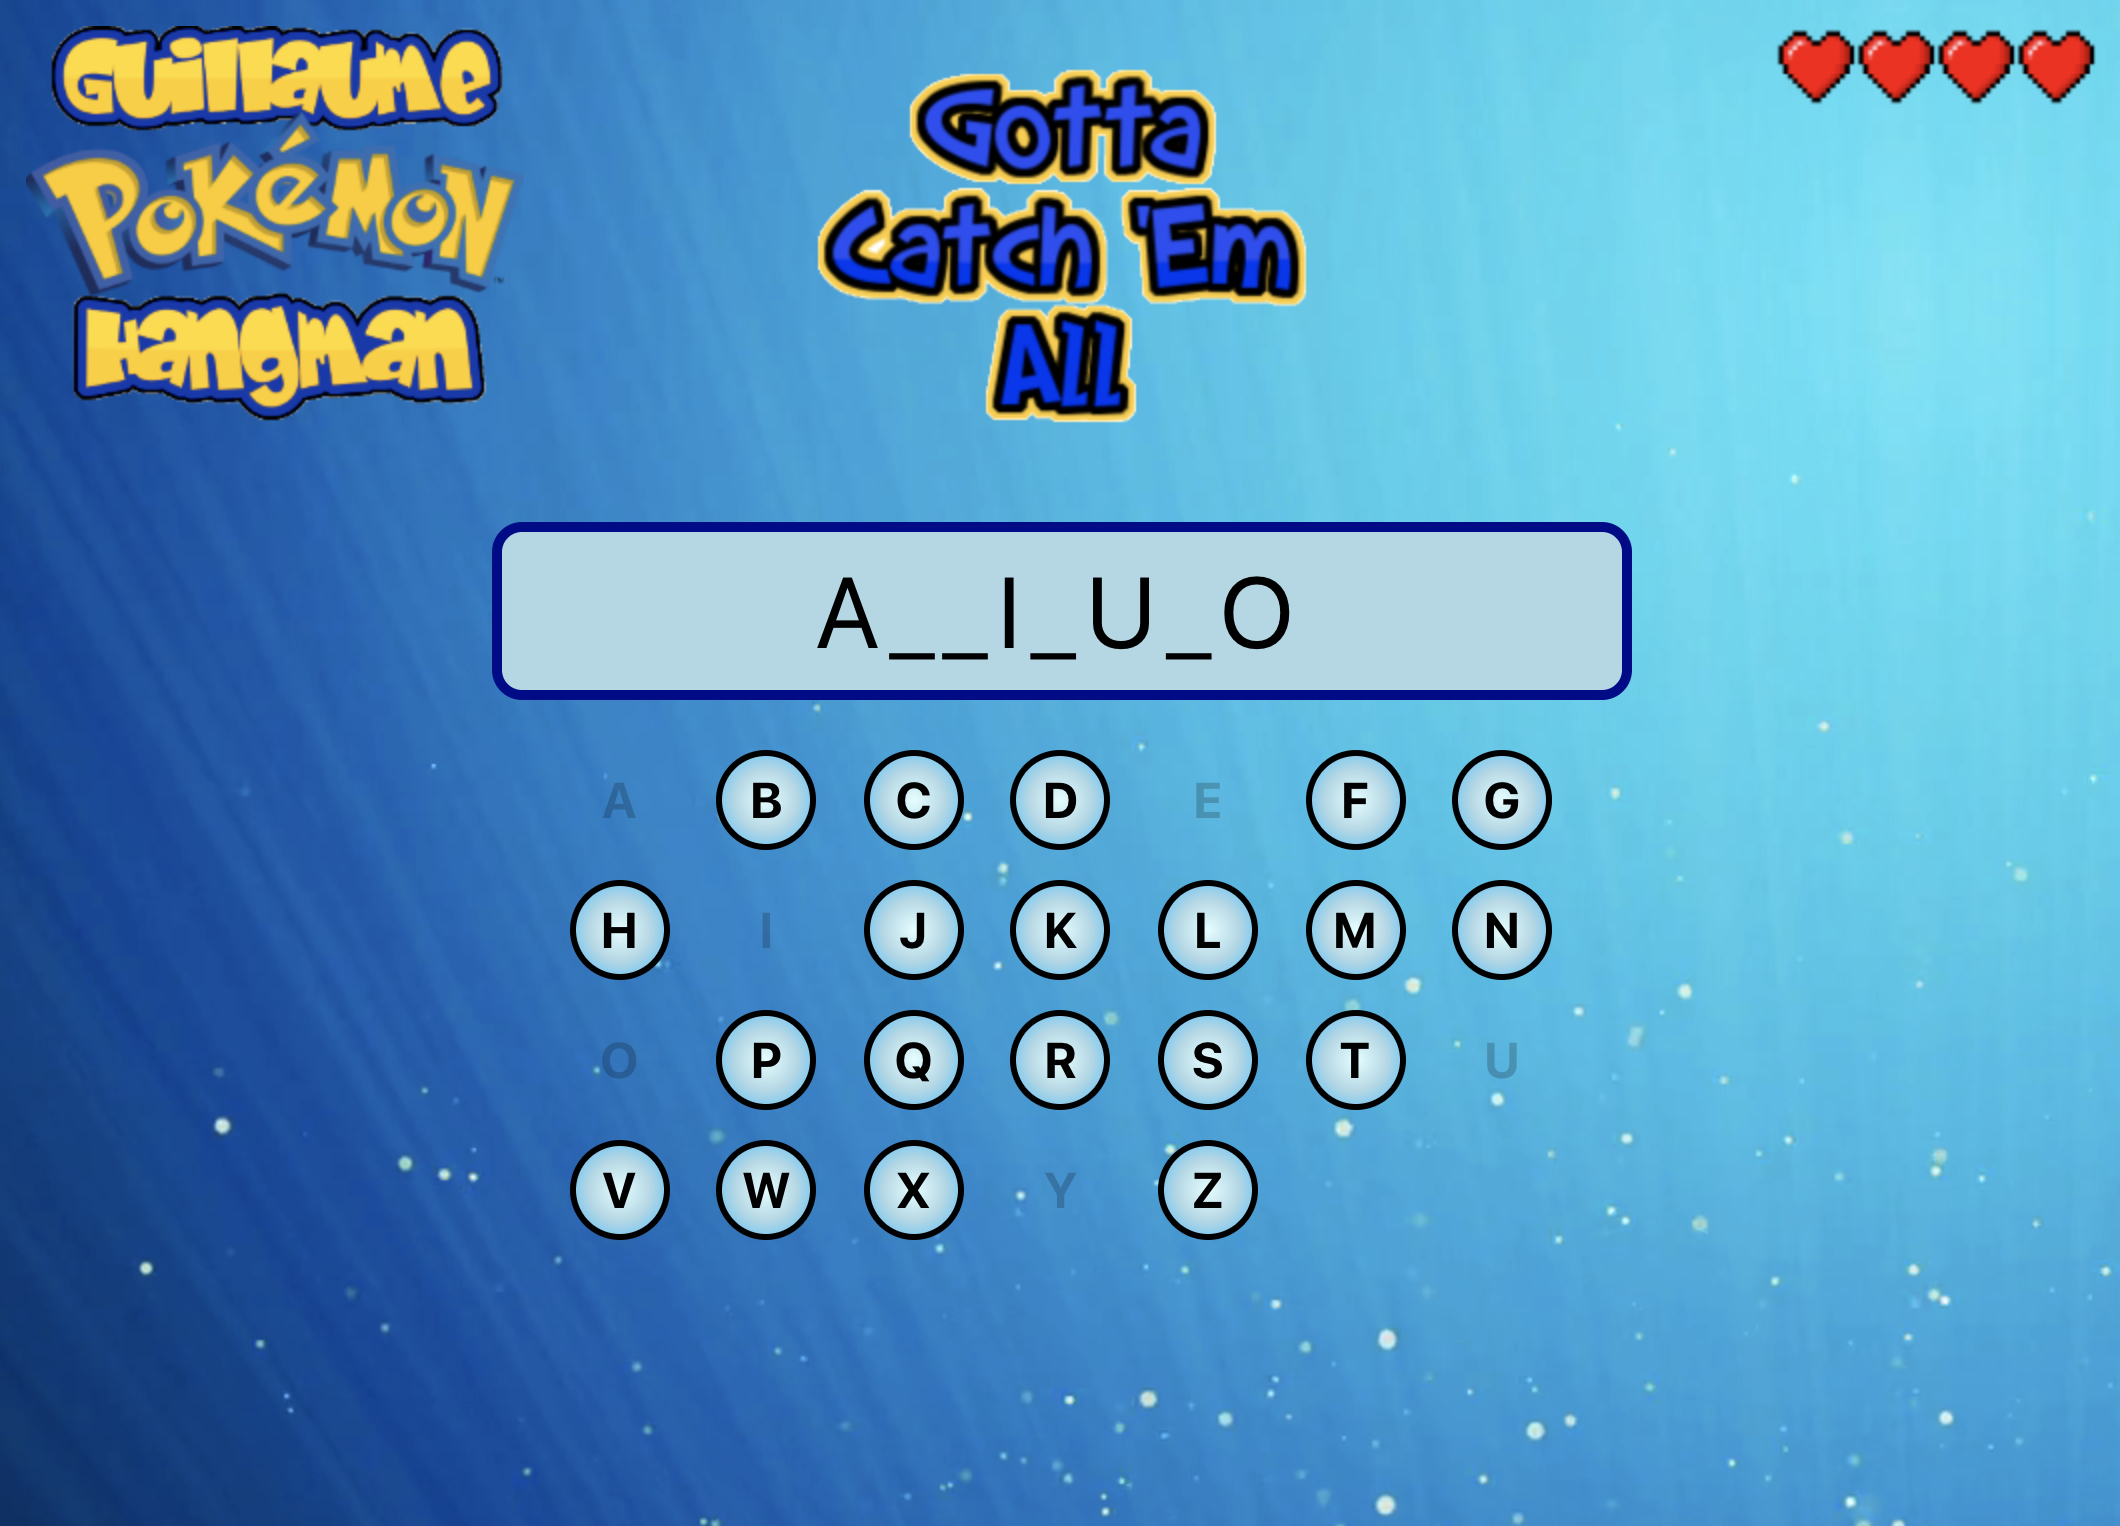 Guillaume
Pokémon
Hangman
Gotta
Catch 'Em
All
A__I_U_O
A B C D E F G
H I J K L M N
O P Q R S T U
V W X Y Z